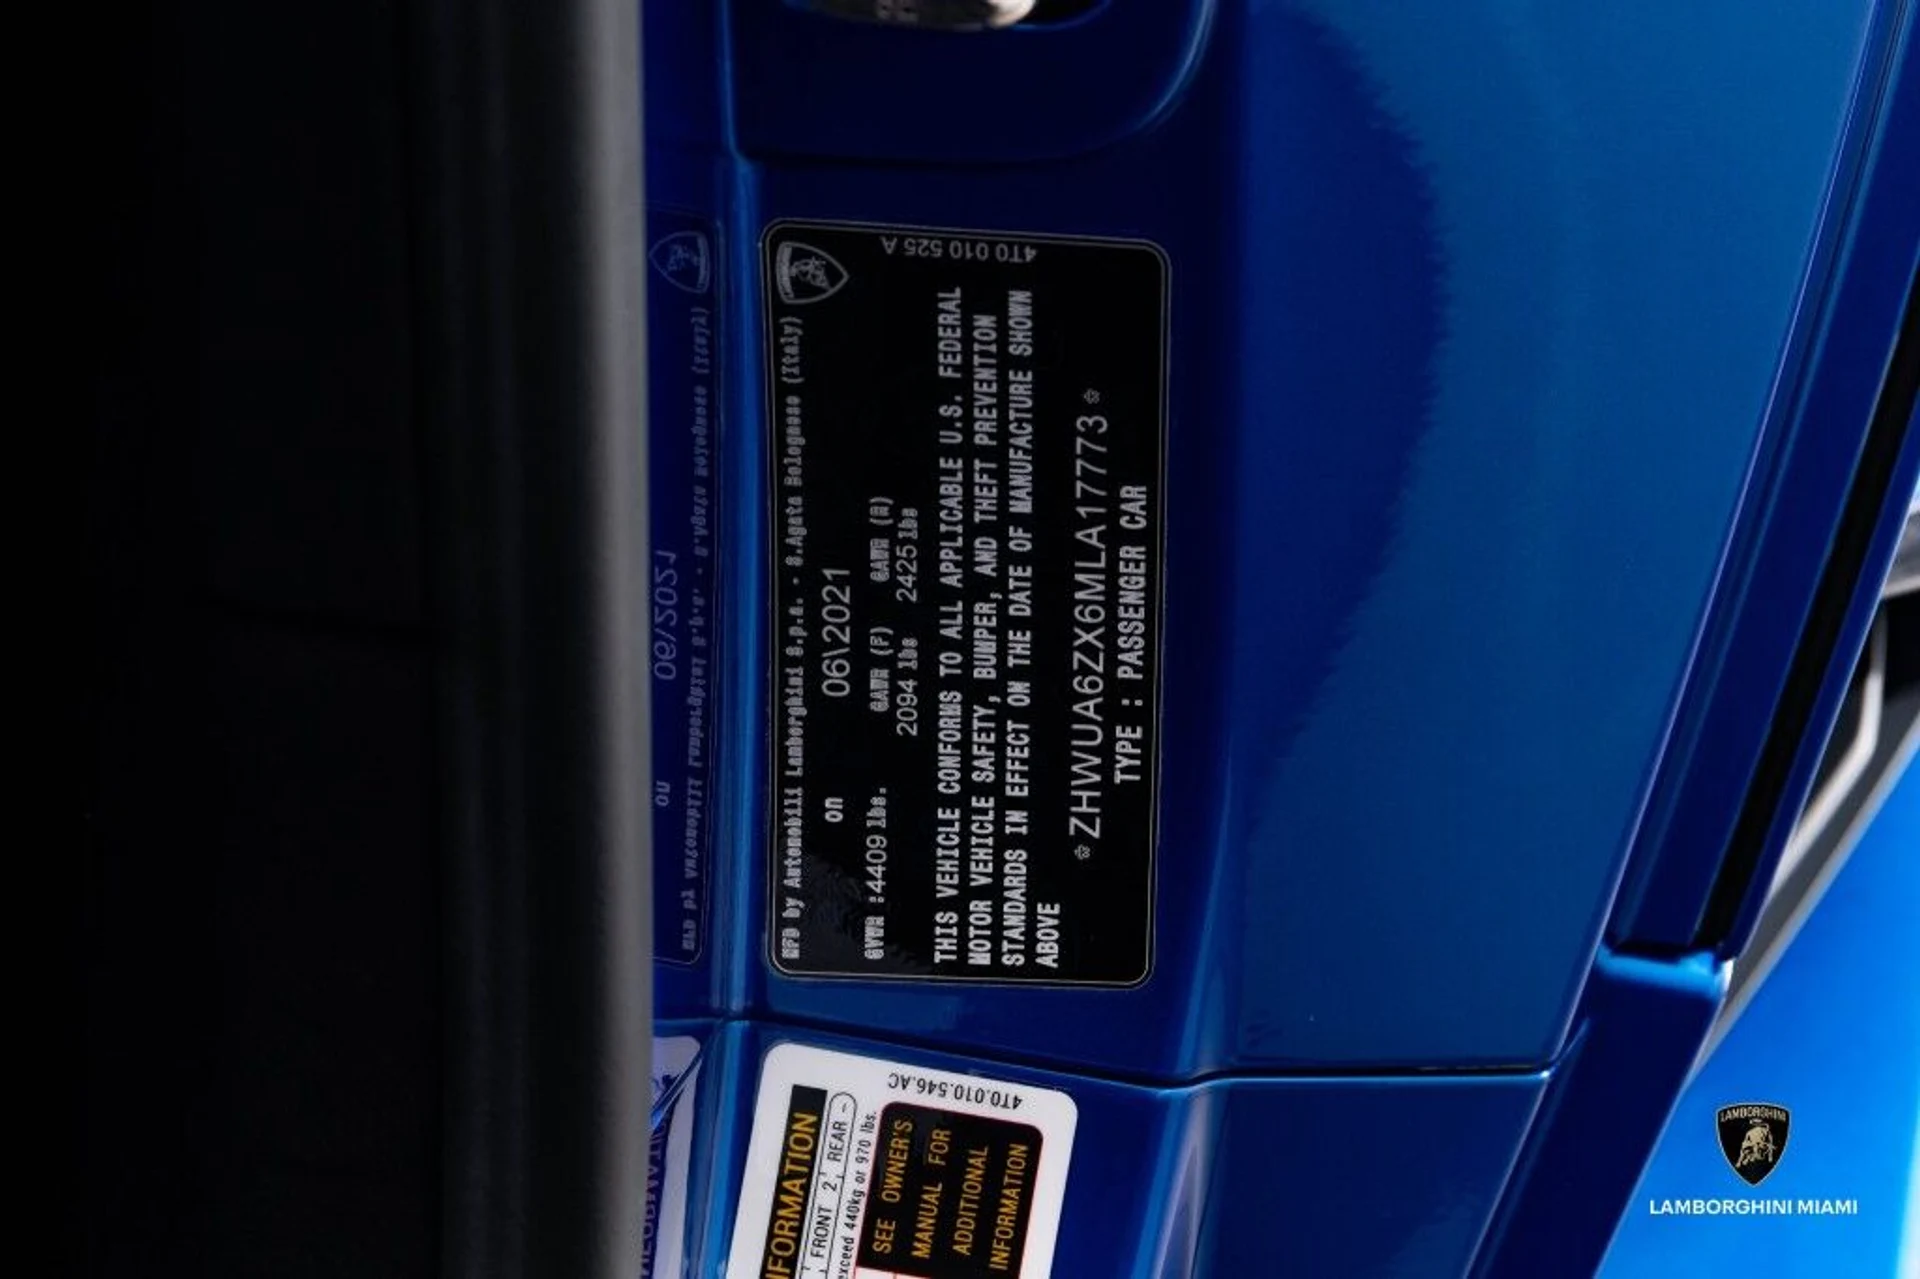 4T0 010 525 A
MFD by Automobili Lamborghini S.p.A. - S.Agata Bolognese (Italy)
on 06\2021
GVWR :4409 lbs. GAWR (F) GAWR (R)
2094 lbs 2425 lbs
THIS VEHICLE CONFORMS TO ALL APPLICABLE U.S. FEDERAL
MOTOR VEHICLE SAFETY, BUMPER, AND THEFT PREVENTION
STANDARDS IN EFFECT ON THE DATE OF MANUFACTURE SHOWN
ABOVE
ZHWUA6ZX6MLA17773
TYPE : PASSENGER CAR
4T0.010.546.AC
FORMATION
FRONT 2 REAR -
exceed 440kg or 970 lbs.
SEE OWNER'S
MANUAL FOR
ADDITIONAL
INFORMATION
LAMBORGHINI
LAMBORGHINI MIAMI